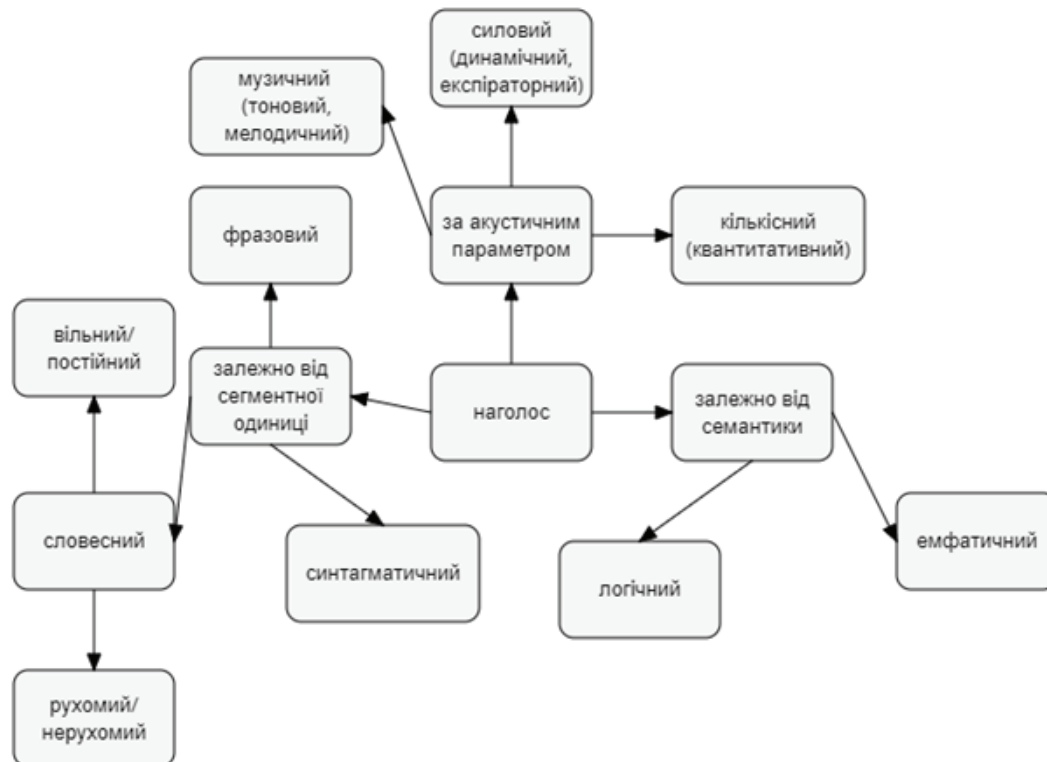 силовий
(динамічний,
експіраторний)
музичний
(тоновий,
мелодичний)
за акустичним
параметром
кількісний
(квантитативний)
фразовий
вільний/
постійний
залежно від
сегментної
одиниці
наголос
залежно від
семантики
словесний
синтагматичний
логічний
емфатичний
рухомий/
нерухомий